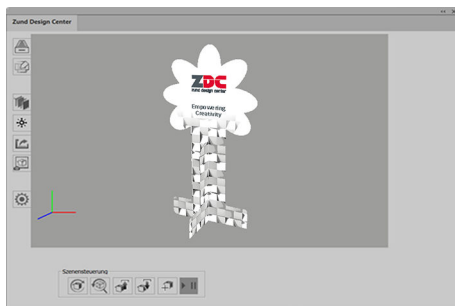 Zund Design Center
ZDC
zund design center
Empowering
Creativity
Szenensteuerung